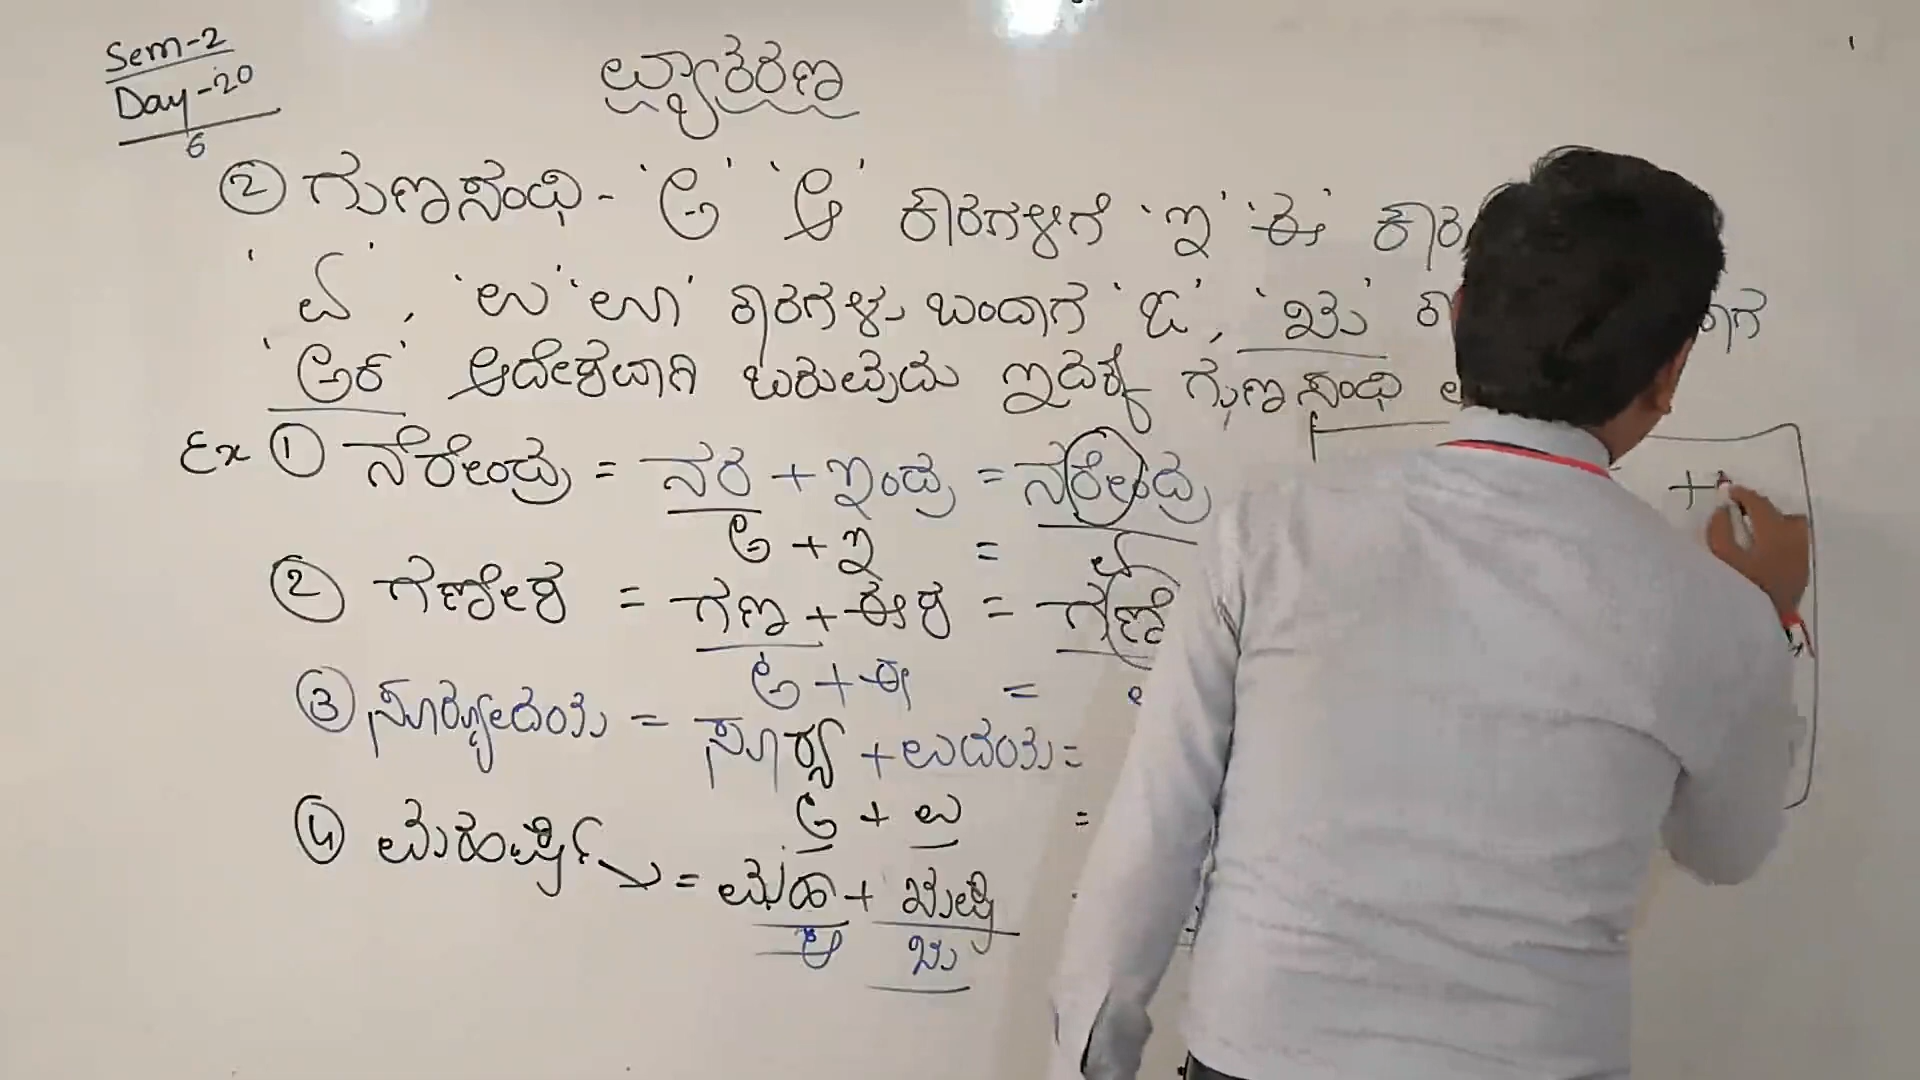 Sem-2
Day-20
6
ವ್ಯಾಕರಣ
② ಗುಣಸಂಧಿ - 'ಅ' 'ಆ' ಕಾರಗಳಿಗೆ 'ಇ' 'ಈ' ಕಾರ
'ಏ', 'ಉ' 'ಊ' ಕಾರಗಳು ಬಂದಾಗ 'ಓ', 'ಋ'
'ಅರ' ಆದೇಶವಾಗಿ ಬರುವುದು ಇದಕ್ಕೆ ಗುಣಸಂಧಿ
Ex ① ನರೇಂದ್ರ = ನರ + ಇಂದ್ರ = ನರೇಂದ್ರ
ಅ + ಇ = ಏ
② ಗಣೇಶ = ಗಣ + ಈಶ = ಗಣೆ
ಅ + ಈ =
③ ಸೂರ್ಯೋದಯ = ಸೂರ್ಯ + ಉದಯ =
ಅ + ಉ =
④ ಮಹರ್ಷಿ = ಮಹಾ + ಋಷಿ
ಆ ಋ